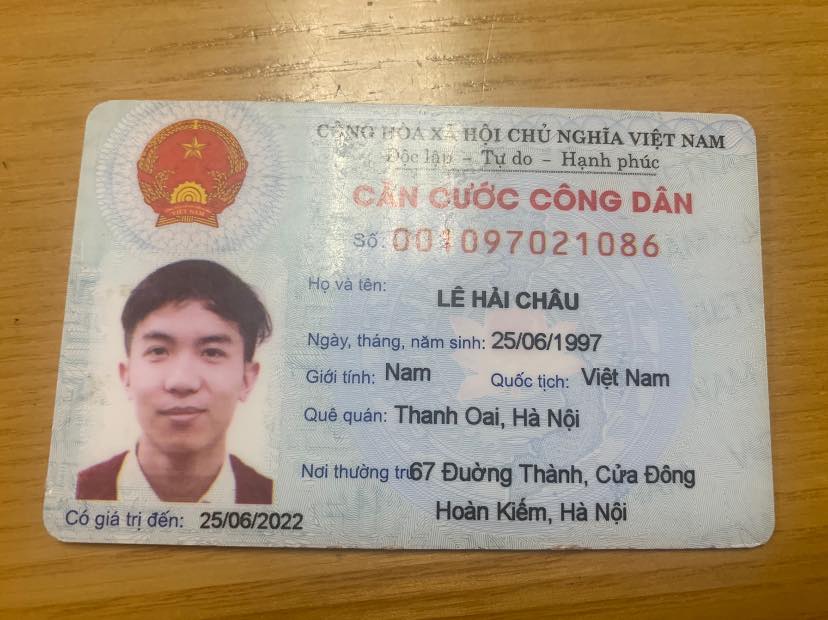 CỘNG HÒA XÃ HỘI CHỦ NGHĨA VIỆT NAM
Độc lập - Tự do - Hạnh phúc
CĂN CƯỚC CÔNG DÂN
Số: 001097021086
Họ và tên: LÊ HẢI CHÂU
Ngày, tháng, năm sinh: 25/06/1997
Giới tính: Nam Quốc tịch: Việt Nam
Quê quán: Thanh Oai, Hà Nội
Nơi thường trú 67 Đuờng Thành, Cửa Đông
Hoàn Kiếm, Hà Nội
Có giá trị đến: 25/06/2022
VIỆT NAM